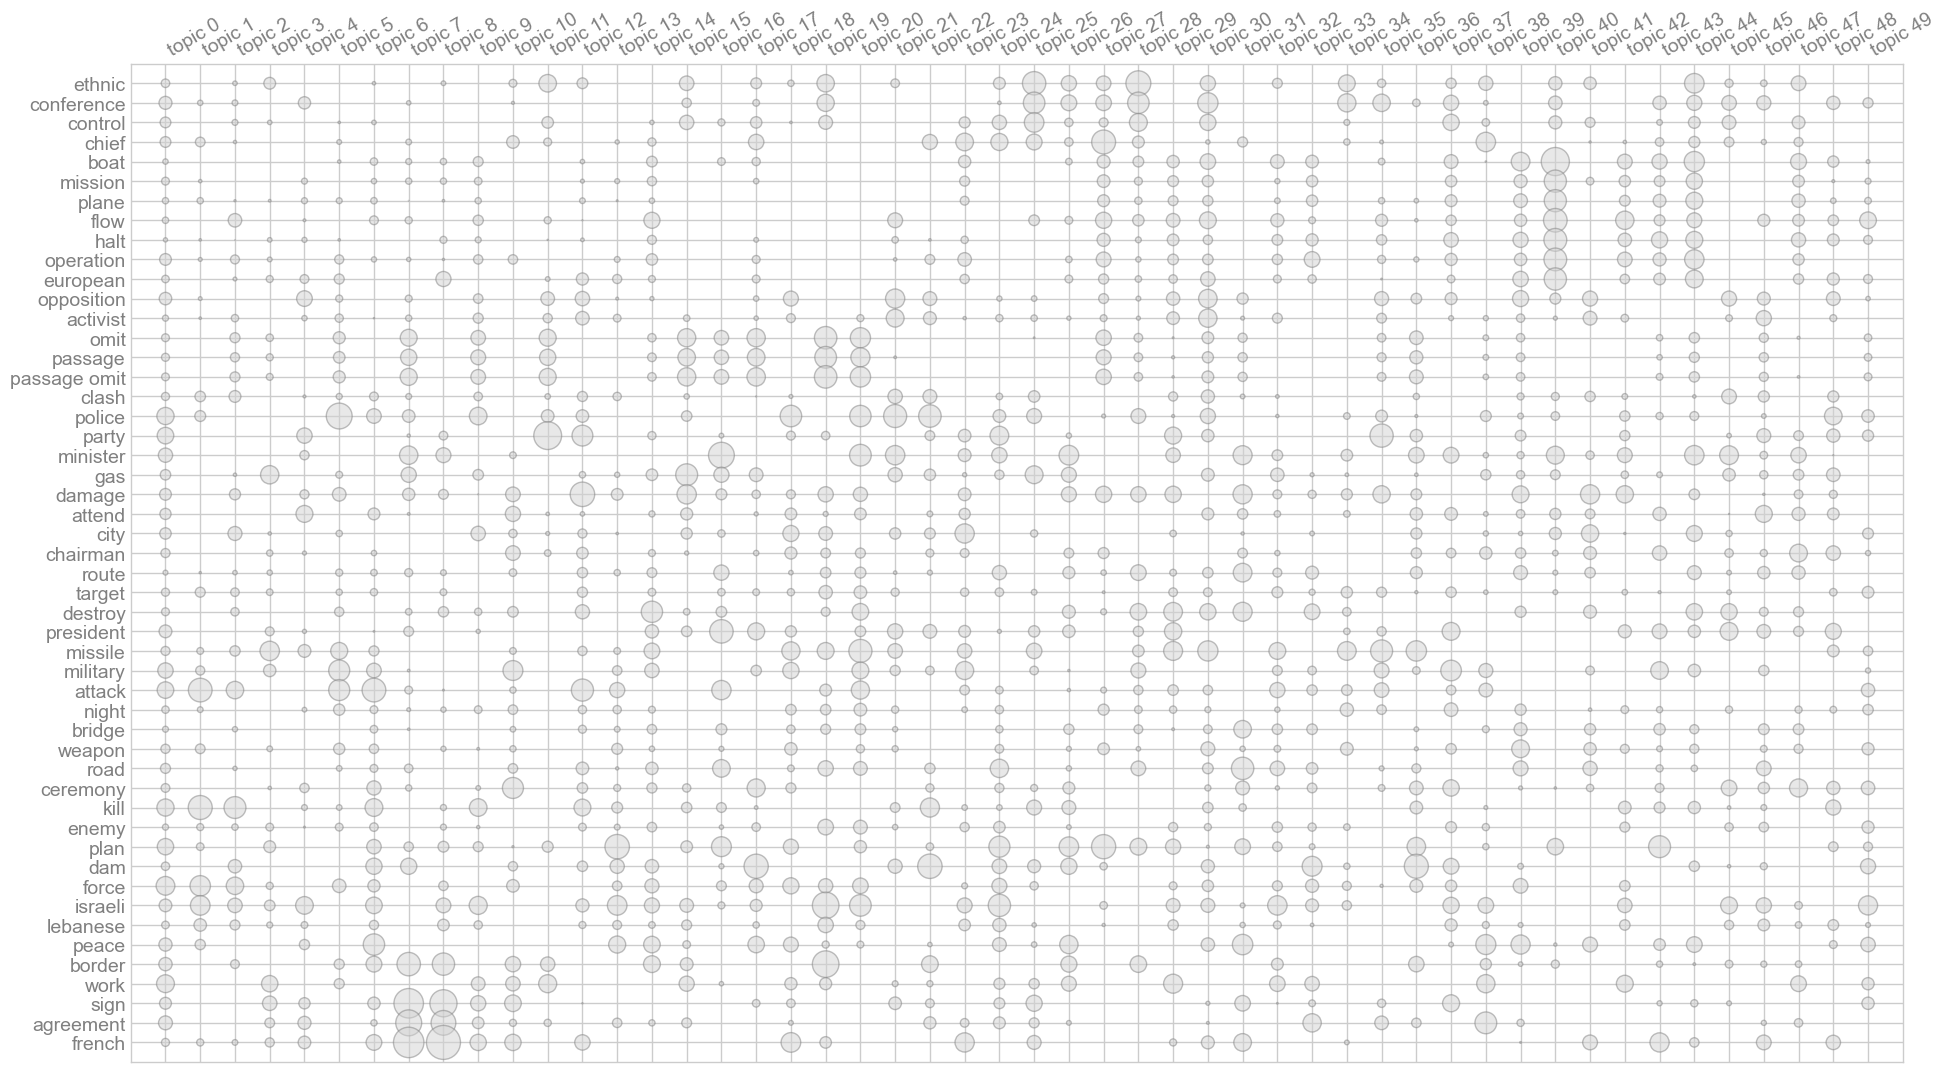 topic 0
topic 1
topic 2
topic 3
topic 4
topic 5
topic 6
topic 7
topic 8
topic 9
topic 10
topic 11
topic 12
topic 13
topic 14
topic 15
topic 16
topic 17
topic 18
topic 19
topic 20
topic 21
topic 22
topic 23
topic 24
topic 25
topic 26
topic 27
topic 28
topic 29
topic 30
topic 31
topic 32
topic 33
topic 34
topic 35
topic 36
topic 37
topic 38
topic 39
topic 40
topic 41
topic 42
topic 43
topic 44
topic 45
topic 46
topic 47
topic 48
topic 49
ethnic
conference
control
chief
boat
mission
plane
flow
halt
operation
european
opposition
activist
omit
passage
passage omit
clash
police
party
minister
gas
damage
attend
city
chairman
route
target
destroy
president
missile
military
attack
night
bridge
weapon
road
ceremony
kill
enemy
plan
dam
force
israeli
lebanese
peace
border
work
sign
agreement
french